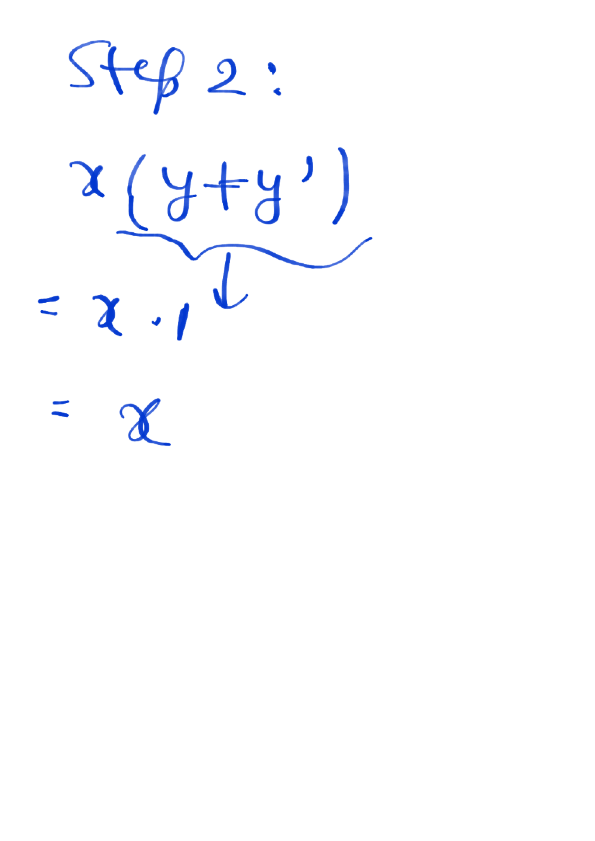 Step 2:
x(y+y')
= x . 1
= x